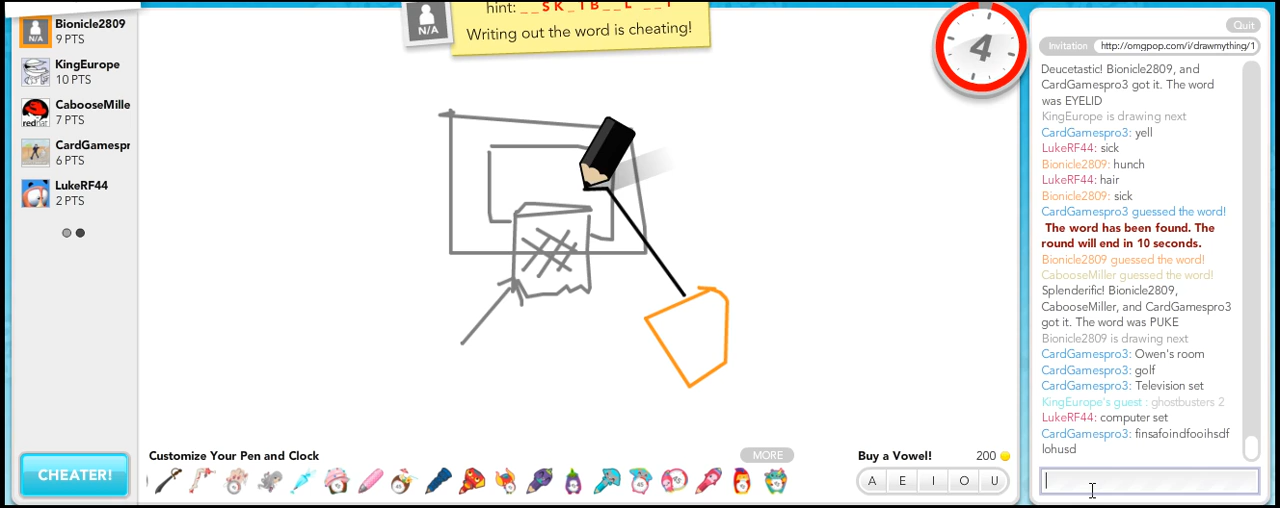 Bionicle2809
9 PTS
KingEurope
10 PTS
CabooseMille
7 PTS
CardGamespr
6 PTS
LukeRF44
2 PTS
CHEATER!
N/A
N/A
redhat
hint: _ _ S K _ T B _ _ L _ _ T
Writing out the word is cheating!
4
Customize Your Pen and Clock
MORE
Buy a Vowel!
200
A E I O U
Quit
Invitation
http://omgpop.com/i/drawmything/1
Deucetastic! Bionicle2809, and
CardGamespro3 got it. The word
was EYELID
KingEurope is drawing next
CardGamespro3: yell
LukeRF44: sick
Bionicle2809: hunch
LukeRF44: hair
Bionicle2809: sick
CardGamespro3 guessed the word!
The word has been found. The
round will end in 10 seconds.
Bionicle2809 guessed the word!
CabooseMiller guessed the word!
Splenderific! Bionicle2809,
CabooseMiller, and CardGamespro3
got it. The word was PUKE
Bionicle2809 is drawing next
CardGamespro3: Owen's room
CardGamespro3: golf
CardGamespro3: Television set
KingEurope's guest : ghostbusters 2
LukeRF44: computer set
CardGamespro3: finsafoindfooihsdf
lohusd